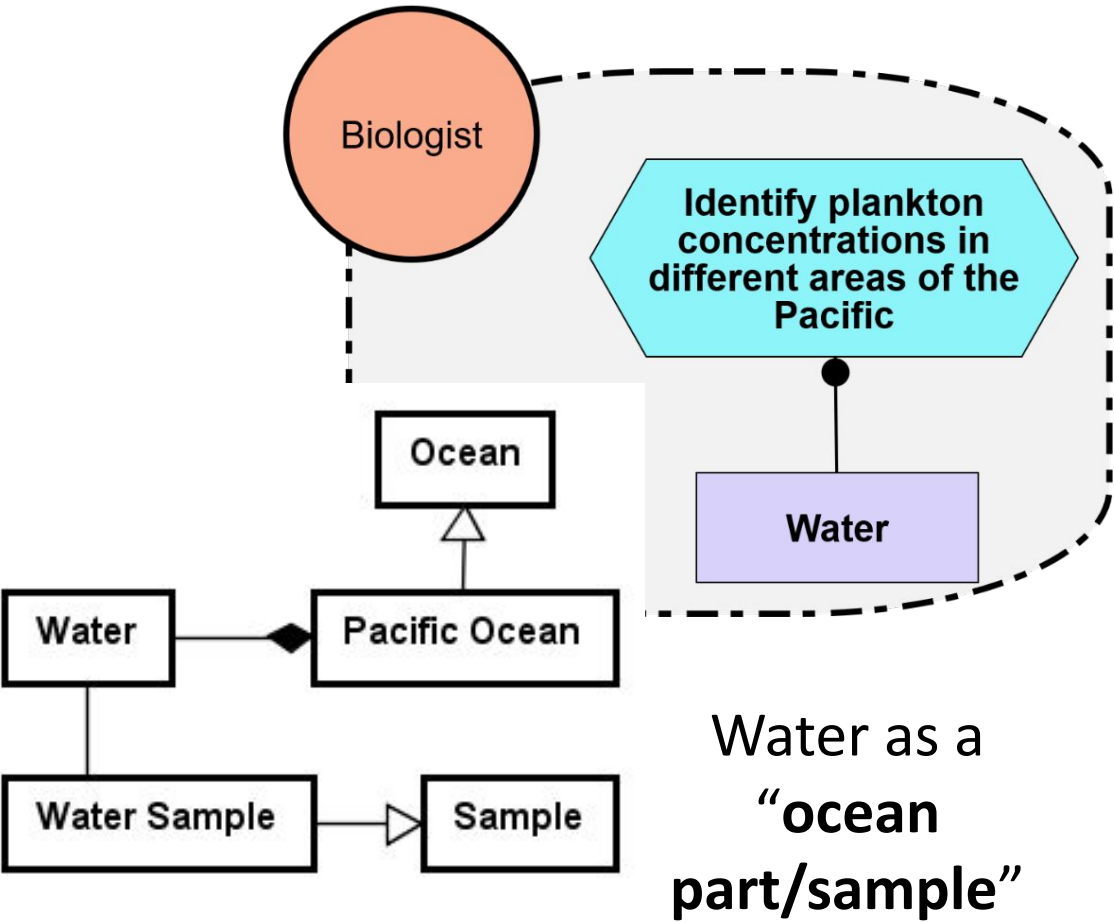 Biologist
Identify plankton
concentrations in
different areas of the
Pacific
Water
Ocean
Water
Pacific Ocean
Water Sample
Sample
Water as a
“ocean
part/sample”